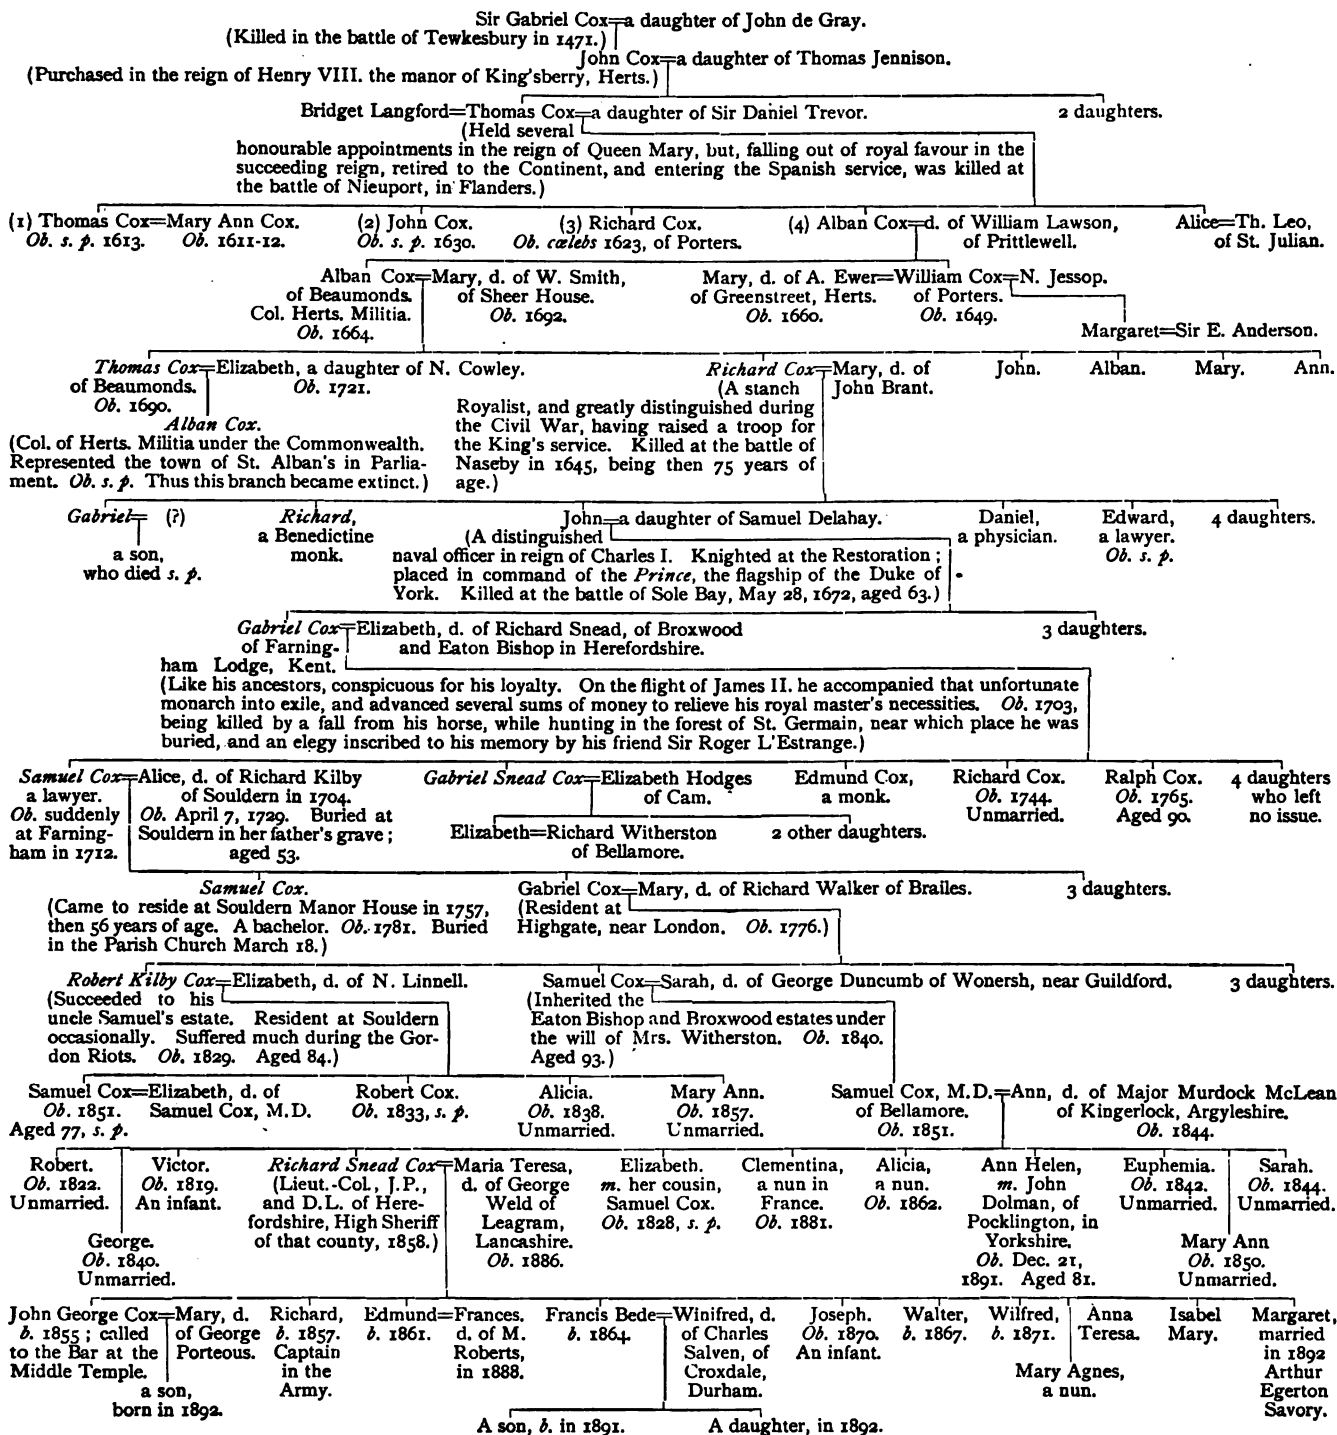 Sir Gabriel Cox=a daughter of John de Gray.
(Killed in the battle of Tewkesbury in 1471.)
John Cox=a daughter of Thomas Jennison.
(Purchased in the reign of Henry VIII. the manor of King'sberry, Herts.)
Bridget Langford=Thomas Cox=a daughter of Sir Daniel Trevor. 2 daughters.
(Held several
honourable appointments in the reign of Queen Mary, but, falling out of royal favour in the
succeeding reign, retired to the Continent, and entering the Spanish service, was killed at
the battle of Nieuport, in Flanders.)
(1) Thomas Cox=Mary Ann Cox. (2) John Cox. (3) Richard Cox. (4) Alban Cox=d. of William Lawson, Alice=Th. Leo,
Ob. s. p. 1613. Ob. 1611-12. Ob. s. p. 1630. Ob. cælebs 1623, of Porters. of Prittlewell. of St. Julian.
Alban Cox=Mary, d. of W. Smith, Mary, d. of A. Ewer=William Cox=N. Jessop.
of Beaumonds. of Sheer House. of Greenstreet, Herts. of Porters.
Col. Herts. Militia. Ob. 1692. Ob. 1660. Ob. 1649.
Ob. 1664. Margaret=Sir E. Anderson.
Thomas Cox=Elizabeth, a daughter of N. Cowley. Richard Cox=Mary, d. of John. Alban. Mary. Ann.
of Beaumonds. Ob. 1721. (A stanch John Brant.
Ob. 1690. Royalist, and greatly distinguished during
Alban Cox. the Civil War, having raised a troop for
(Col. of Herts. Militia under the Commonwealth. the King's service. Killed at the battle of
Represented the town of St. Alban's in Parlia- Naseby in 1645, being then 75 years of
ment. Ob. s. p. Thus this branch became extinct.) age.)
Gabriel= (?) Richard, John=a daughter of Samuel Delahay. Daniel, Edward, 4 daughters.
a Benedictine (A distinguished a physician. a lawyer.
a son, monk. naval officer in reign of Charles I. Knighted at the Restoration; Ob. s. p.
who died s. p. placed in command of the Prince, the flagship of the Duke of
York. Killed at the battle of Sole Bay, May 28, 1672, aged 63.)
Gabriel Cox=Elizabeth, d. of Richard Snead, of Broxwood 3 daughters.
of Farning- and Eaton Bishop in Herefordshire.
ham Lodge, Kent.
(Like his ancestors, conspicuous for his loyalty. On the flight of James II. he accompanied that unfortunate
monarch into exile, and advanced several sums of money to relieve his royal master's necessities. Ob. 1703,
being killed by a fall from his horse, while hunting in the forest of St. Germain, near which place he was
buried, and an elegy inscribed to his memory by his friend Sir Roger L'Estrange.)
Samuel Cox=Alice, d. of Richard Kilby Gabriel Snead Cox=Elizabeth Hodges Edmund Cox, Richard Cox. Ralph Cox. 4 daughters
a lawyer. of Souldern in 1704. of Cam. a monk. Ob. 1744. Ob. 1765. who left
Ob. suddenly Ob. April 7, 1729. Buried at Unmarried. Aged 90. no issue.
at Farning- Souldern in her father's grave; Elizabeth=Richard Witherston 2 other daughters.
ham in 1712. aged 53. of Bellamore.
Samuel Cox. Gabriel Cox=Mary, d. of Richard Walker of Brailes. 3 daughters.
(Came to reside at Souldern Manor House in 1757, (Resident at
then 56 years of age. A bachelor. Ob. 1781. Buried Highgate, near London. Ob. 1776.)
in the Parish Church March 18.)
Robert Kilby Cox=Elizabeth, d. of N. Linnell. Samuel Cox=Sarah, d. of George Duncumb of Wonersh, near Guildford. 3 daughters.
(Succeeded to his (Inherited the
uncle Samuel's estate. Resident at Souldern Eaton Bishop and Broxwood estates under
occasionally. Suffered much during the Gor- the will of Mrs. Witherston. Ob. 1840.
don Riots. Ob. 1829. Aged 84.) Aged 93.)
Samuel Cox=Elizabeth, d. of Robert Cox. Alicia. Mary Ann. Samuel Cox, M.D.=Ann, d. of Major Murdock McLean
Ob. 1851. Samuel Cox, M.D. Ob. 1833, s. p. Ob. 1838. Ob. 1857. of Bellamore. of Kingerlock, Argyleshire.
Aged 77, s. p. Unmarried. Unmarried. Ob. 1851. Ob. 1844.
Robert. Victor. Richard Snead Cox=Maria Teresa, Elizabeth. Clementina, Alicia, Ann Helen, Euphemia. Sarah.
Ob. 1822. Ob. 1819. (Lieut.-Col., J.P., d. of George m. her cousin, a nun in a nun. m. John Ob. 1842. Ob. 1844.
Unmarried. An infant. and D.L. of Here- Weld of Samuel Cox. France. Ob. 1862. Dolman, of Unmarried. Unmarried.
fordshire, High Sheriff Leagram, Ob. 1828, s. p. Ob. 1881. Pocklington, in
George. of that county, 1858.) Lancashire. Yorkshire. Mary Ann
Ob. 1840. Ob. 1886. Ob. Dec. 21, Ob. 1850.
Unmarried. 1891. Aged 81. Unmarried.
John George Cox=Mary, d. Richard, Edmund=Frances. Francis Bede=Winifred, d. Joseph. Walter, Wilfred, Anna Isabel Margaret,
b. 1855; called of George b. 1857. b. 1861. d. of M. b. 1864. of Charles Ob. 1870. b. 1867. b. 1871. Teresa. Mary. married
to the Bar at the Porteous. Captain Roberts, Salven, of An infant. in 1892
Middle Temple. in the in 1888. Croxdale, Mary Agnes, Arthur
a son, Army. Durham. a nun. Egerton
born in 1892. Savory.
A son, b. in 1891. A daughter, in 1892.